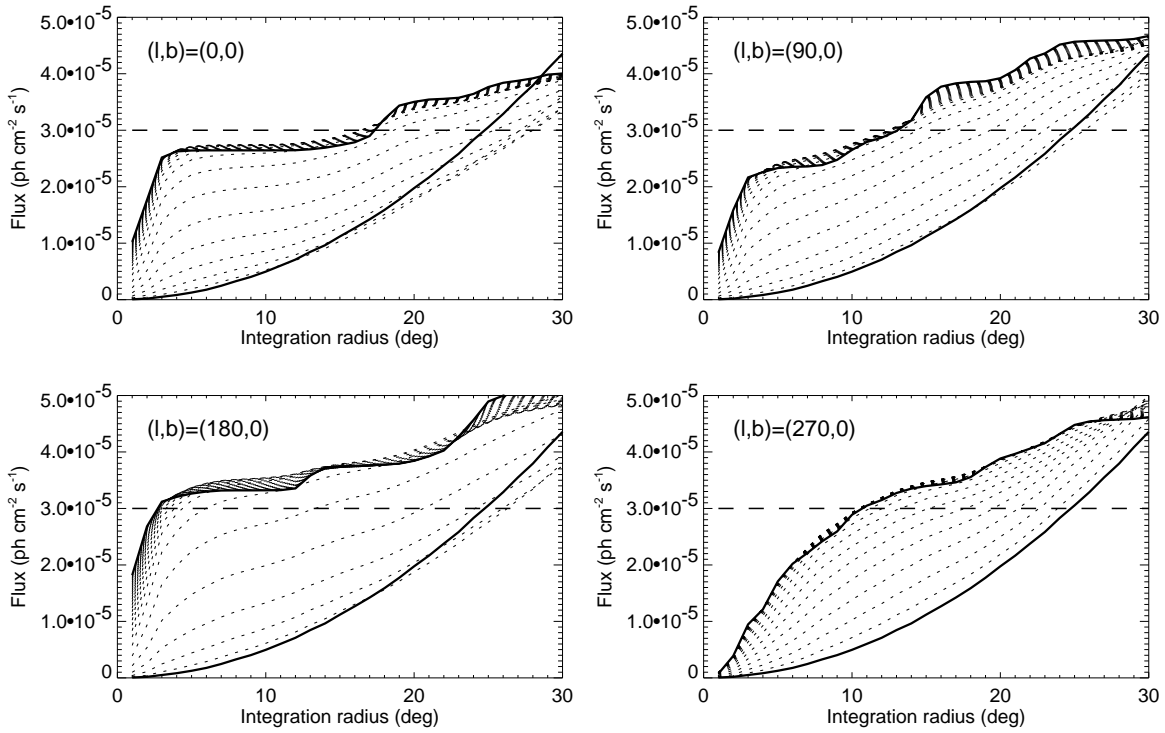 (l,b)=(0,0)
5.0•10⁻⁵
4.0•10⁻⁵
3.0•10⁻⁵
2.0•10⁻⁵
1.0•10⁻⁵
0
Flux (ph cm⁻² s⁻¹)
0 10 20 30
Integration radius (deg)
(l,b)=(90,0)
5.0•10⁻⁵
4.0•10⁻⁵
3.0•10⁻⁵
2.0•10⁻⁵
1.0•10⁻⁵
0
Flux (ph cm⁻² s⁻¹)
0 10 20 30
Integration radius (deg)
(l,b)=(180,0)
5.0•10⁻⁵
4.0•10⁻⁵
3.0•10⁻⁵
2.0•10⁻⁵
1.0•10⁻⁵
0
Flux (ph cm⁻² s⁻¹)
0 10 20 30
Integration radius (deg)
(l,b)=(270,0)
5.0•10⁻⁵
4.0•10⁻⁵
3.0•10⁻⁵
2.0•10⁻⁵
1.0•10⁻⁵
0
Flux (ph cm⁻² s⁻¹)
0 10 20 30
Integration radius (deg)